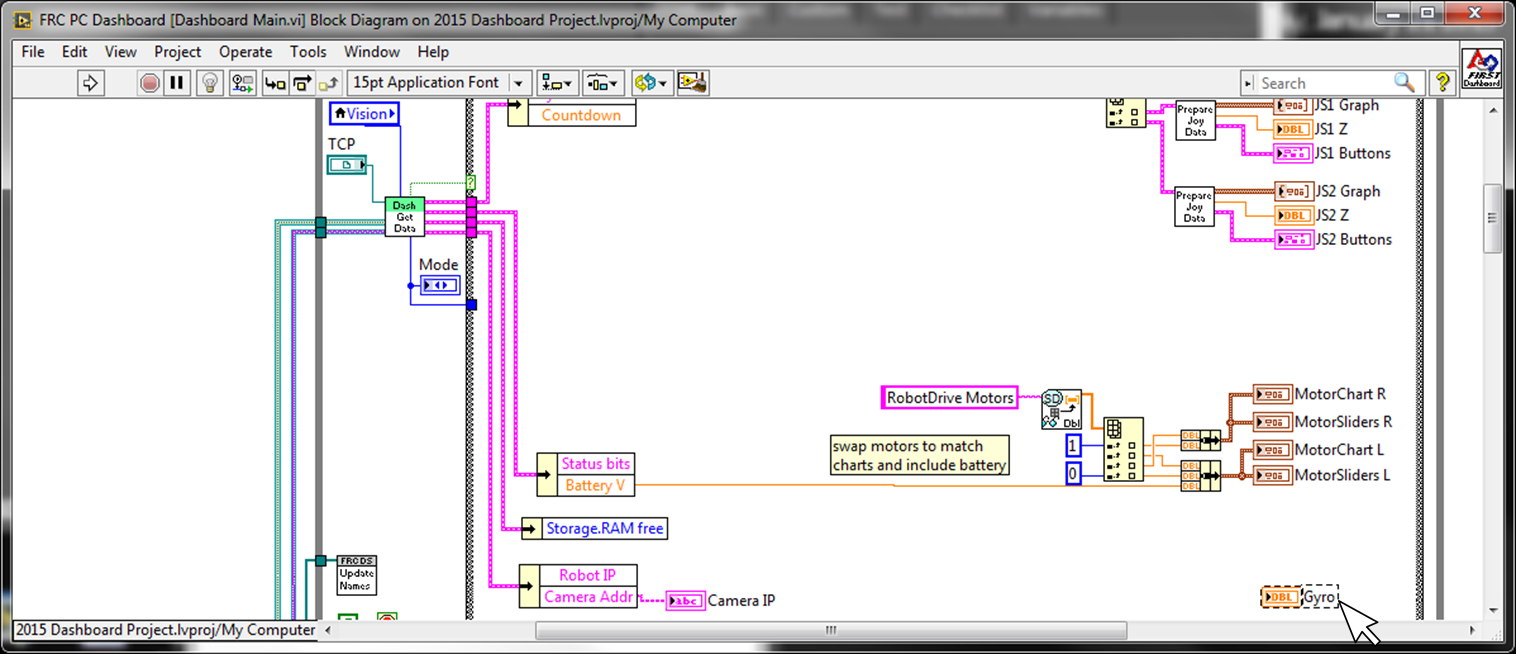 FRC PC Dashboard [Dashboard Main.vi] Block Diagram on 2015 Dashboard Project.lvproj/My Computer
File Edit View Project Operate Tools Window Help
15pt Application Font
Search
?
FIRST
Dashboard
Vision
TCP
Dash
Get
Data
?
Mode
Countdown
Prepare
Joy
Data
JS1 Graph
DBL JS1 Z
JS1 Buttons
Prepare
Joy
Data
JS2 Graph
DBL JS2 Z
JS2 Buttons
RobotDrive Motors
SD
Dbl
1
0
swap motors to match
charts and include battery
DBL
DBL
DBL
DBL
DBL
MotorChart R
MotorSliders R
MotorChart L
MotorSliders L
Status bits
Battery V
Storage.RAM free
Robot IP
Camera Addr
abc Camera IP
FRC DS
Update
Names
DBL Gyro
2015 Dashboard Project.lvproj/My Computer